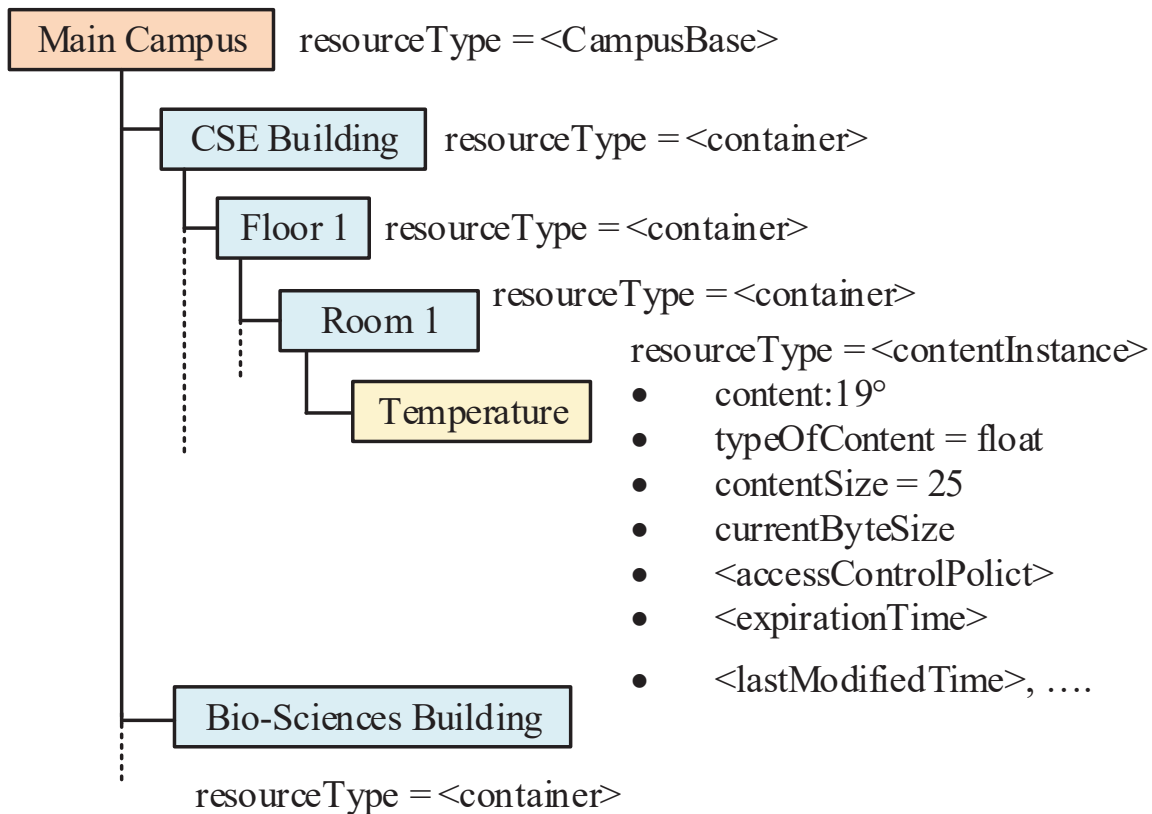 Main Campus resourceType = <CampusBase>
CSE Building resourceType = <container>
Floor 1 resourceType = <container>
resourceType = <container>
Room 1
resourceType = <contentInstance>
• content:19°
Temperature
• typeOfContent = float
• contentSize = 25
• currentByteSize
• <accessControlPolict>
• <expirationTime>
• <lastModifiedTime>, ….
Bio-Sciences Building
resourceType = <container>